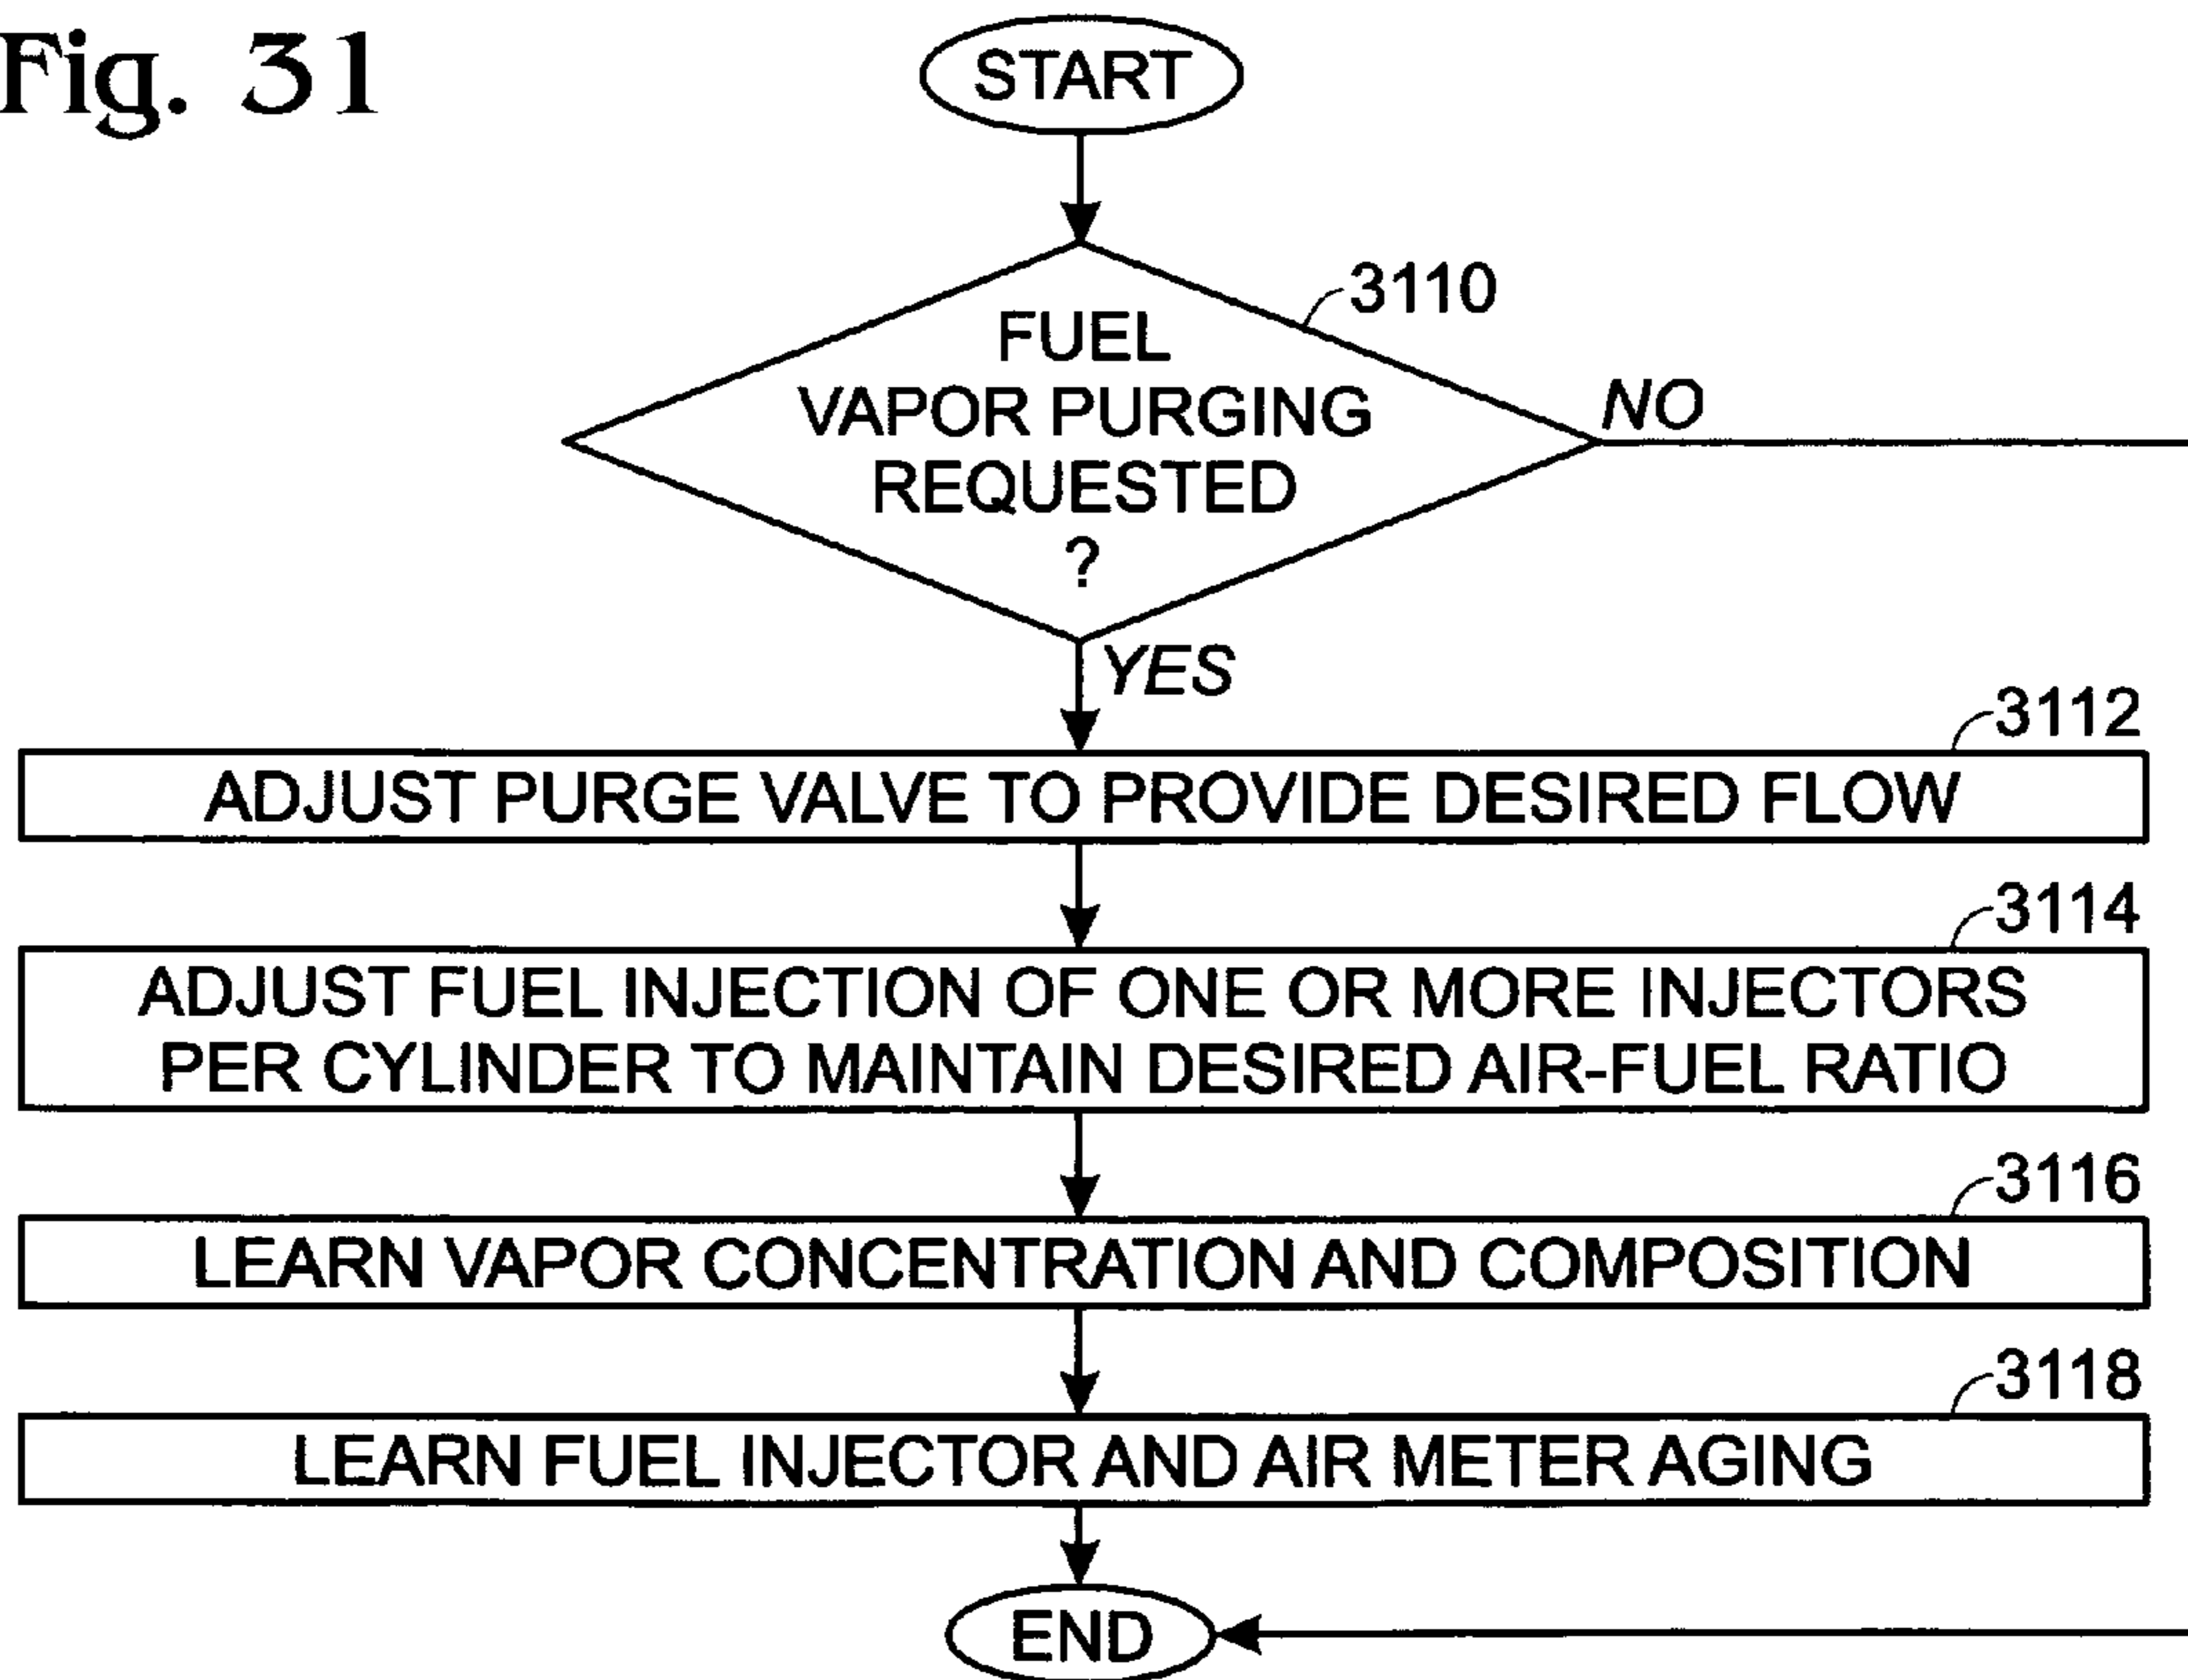 Fig. 31
START
3110
FUEL
VAPOR PURGING
REQUESTED
?
NO
YES
3112
ADJUST PURGE VALVE TO PROVIDE DESIRED FLOW
3114
ADJUST FUEL INJECTION OF ONE OR MORE INJECTORS
PER CYLINDER TO MAINTAIN DESIRED AIR-FUEL RATIO
3116
LEARN VAPOR CONCENTRATION AND COMPOSITION
3118
LEARN FUEL INJECTOR AND AIR METER AGING
END